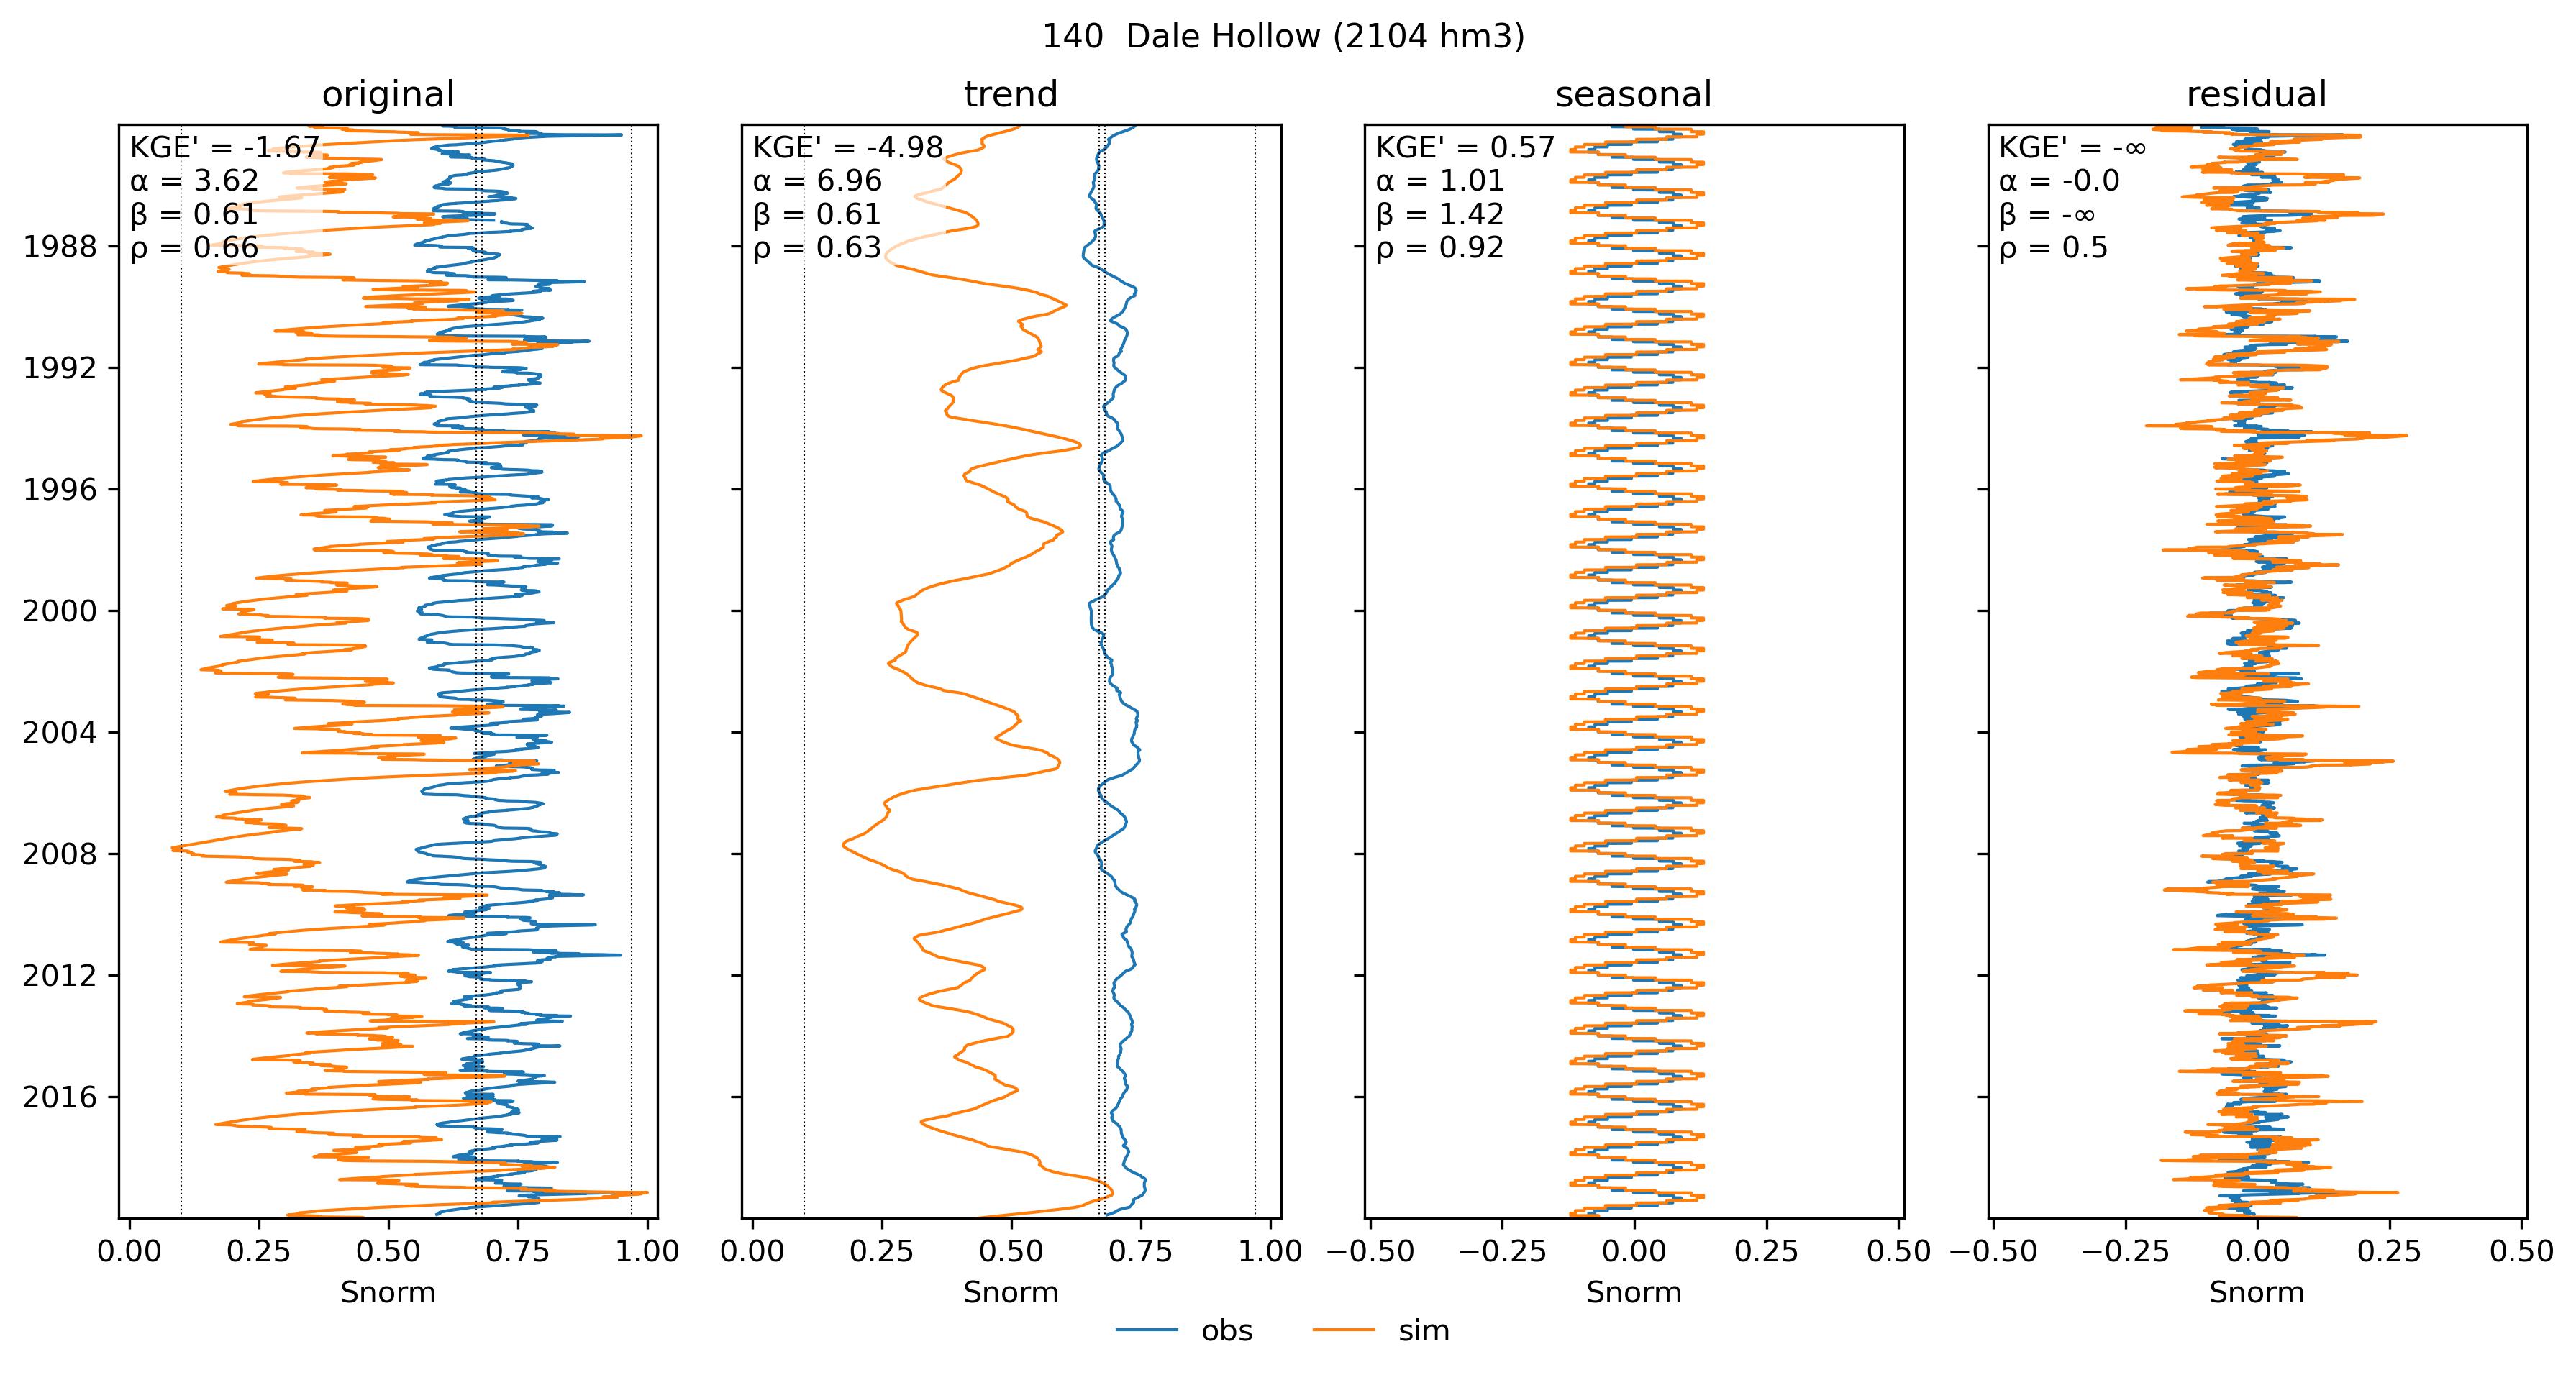 140  Dale Hollow (2104 hm3)
original
trend
seasonal
residual
KGE' = -1.67
α = 3.62
β = 0.61
ρ = 0.66
KGE' = -4.98
α = 6.96
β = 0.61
ρ = 0.63
KGE' = 0.57
α = 1.01
β = 1.42
ρ = 0.92
KGE' = -∞
α = -0.0
β = -∞
ρ = 0.5
1988
1992
1996
2000
2004
2008
2012
2016
0.00 0.25 0.50 0.75 1.00
0.00 0.25 0.50 0.75 1.00
−0.50 −0.25 0.00 0.25 0.50
−0.50 −0.25 0.00 0.25 0.50
Snorm
Snorm
Snorm
Snorm
obs
sim